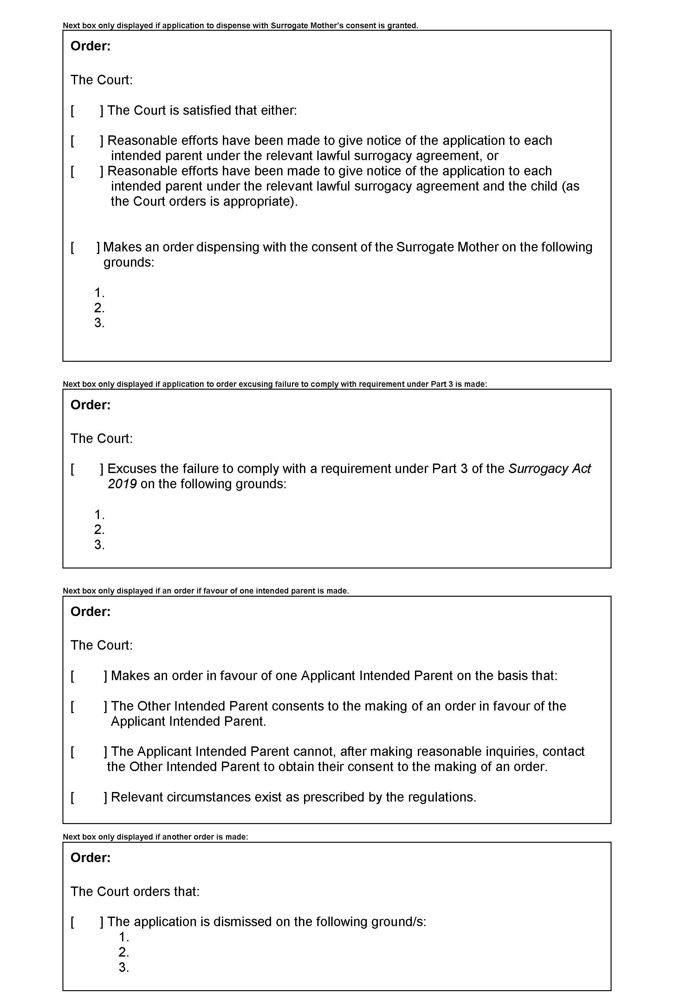 Next box only displayed if application to dispense with Surrogate Mother’s consent is granted.
Order:
The Court:
[ ] The Court is satisfied that either:
[ ] Reasonable efforts have been made to give notice of the application to each
intended parent under the relevant lawful surrogacy agreement, or
[ ] Reasonable efforts have been made to give notice of the application to each
intended parent under the relevant lawful surrogacy agreement and the child (as
the Court orders is appropriate).
[ ] Makes an order dispensing with the consent of the Surrogate Mother on the following
grounds:
1.
2.
3.
Next box only displayed if application to order excusing failure to comply with requirement under Part 3 is made:
Order:
The Court:
[ ] Excuses the failure to comply with a requirement under Part 3 of the Surrogacy Act
2019 on the following grounds:
1.
2.
3.
Next box only displayed if an order if favour of one intended parent is made.
Order:
The Court:
[ ] Makes an order in favour of one Applicant Intended Parent on the basis that:
[ ] The Other Intended Parent consents to the making of an order in favour of the
Applicant Intended Parent.
[ ] The Applicant Intended Parent cannot, after making reasonable inquiries, contact
the Other Intended Parent to obtain their consent to the making of an order.
[ ] Relevant circumstances exist as prescribed by the regulations.
Next box only displayed if another order is made:
Order:
The Court orders that:
[ ] The application is dismissed on the following ground/s:
1.
2.
3.